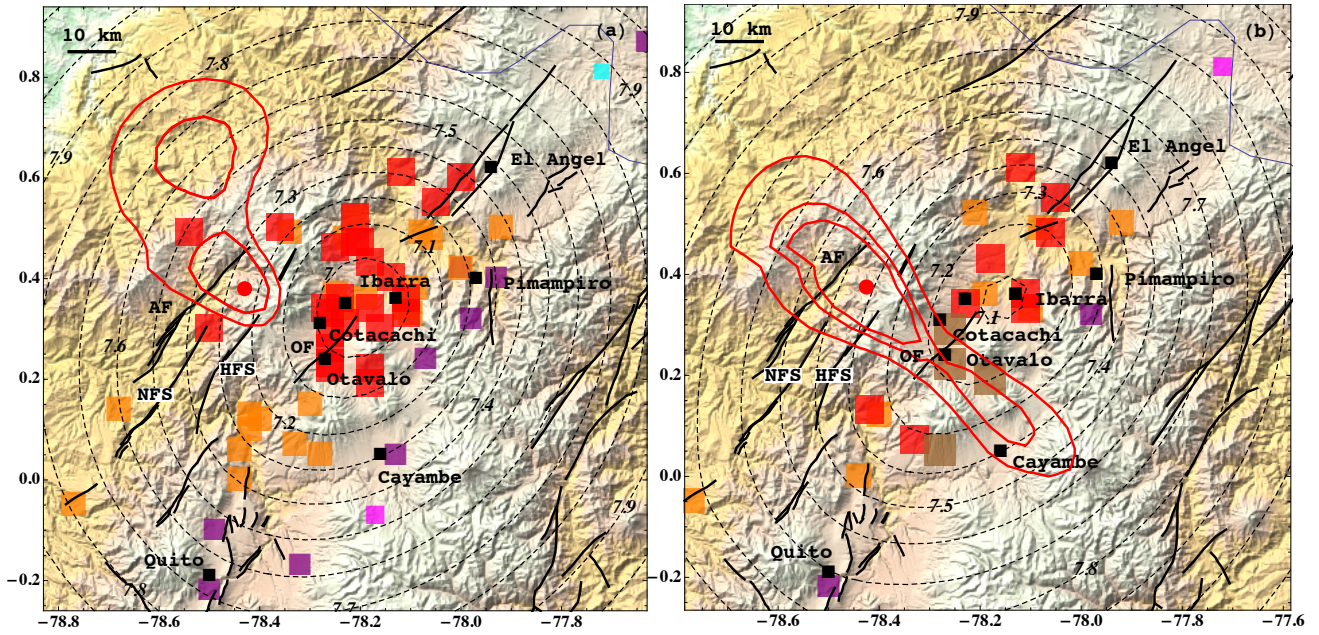 10 km
(a)
7.8
7.9
0.8
7.5
7.9
El Angel
0.6
7.3
7.1
0.4
7.
Ibarra
Pimampiro
AF
Cotacachi
7.6
OF
HFS
Otavalo
0.2
NFS
7.4
7.2
Cayambe
0.0
7.9
Quito
−0.2
7.8
7.7
−78.8
−78.6
−78.4
−78.2
−78.0
−77.8
10 km
7.9
(b)
0.8
El Angel
0.6
7.6
7.3
7.7
AF
0.4
7.2
Pimampiro
Ibarra
7.1
Cotacachi
OF
Otavalo
NFS
HFS
7.4
0.2
Cayambe
0.0
7.5
Quito
7.8
−0.2
−78.6
−78.4
−78.2
−78.0
−77.8
−77.6